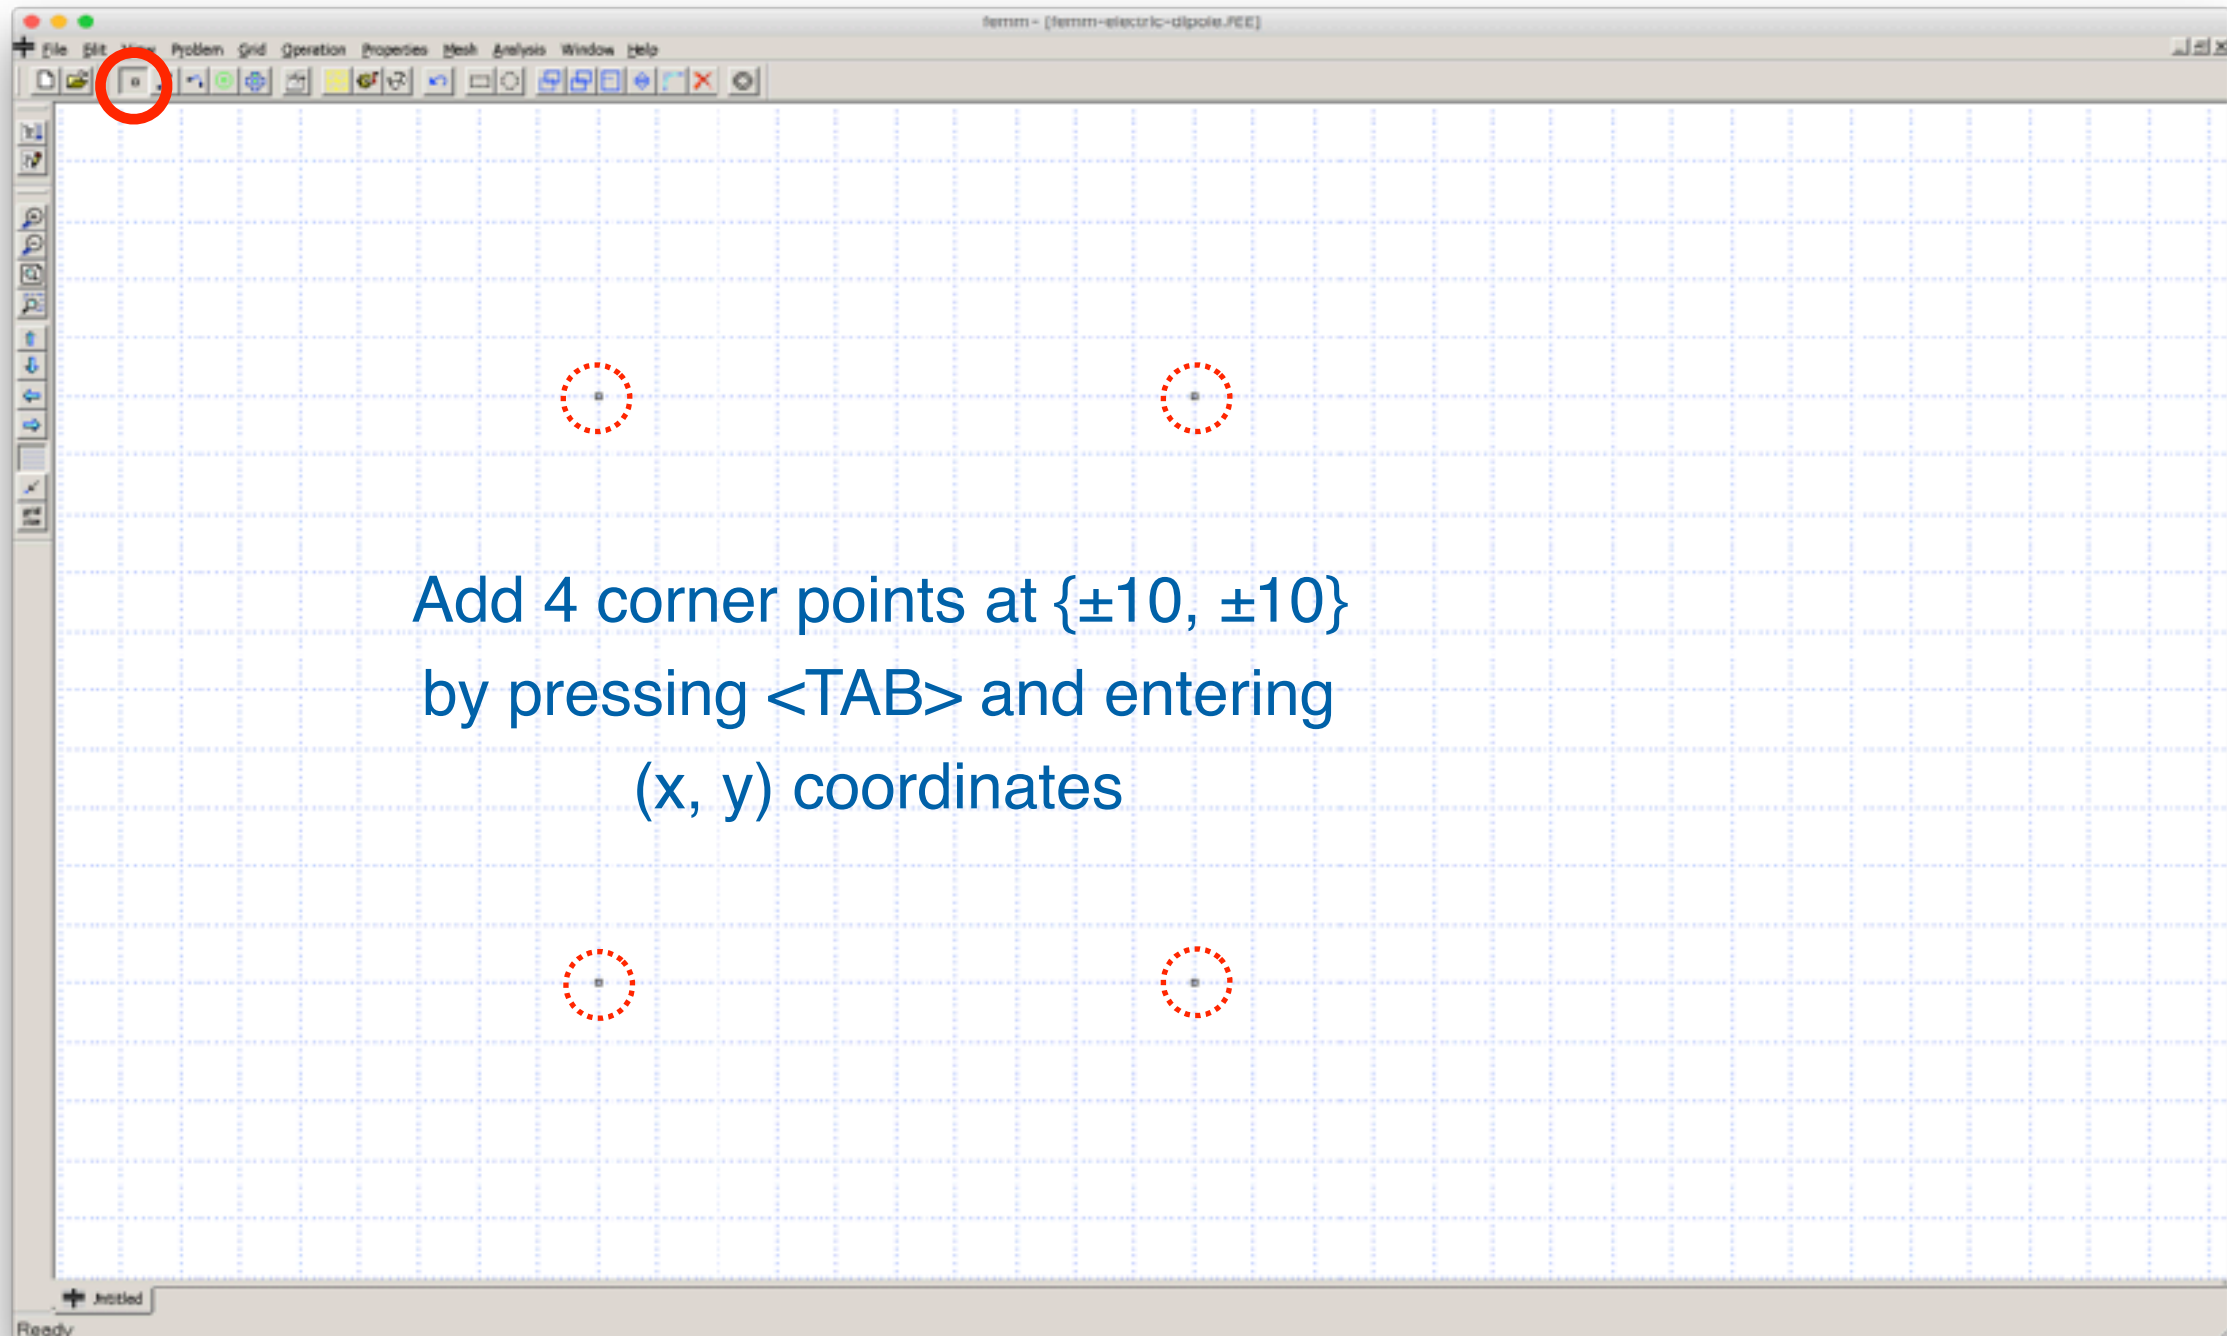 femm - [femm-electric-dipole.FEE]
File Edit View Problem Grid Operation Properties Mesh Analysis Window Help
Add 4 corner points at {±10, ±10}
by pressing <TAB> and entering
(x, y) coordinates
Untitled
Ready